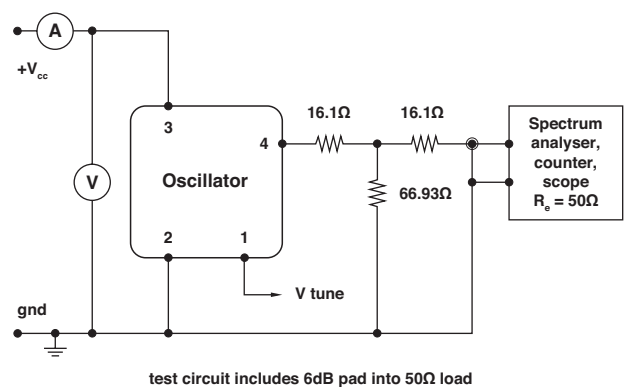 A
+Vcc
V
3
4
Oscillator
2
1
16.1Ω
16.1Ω
66.93Ω
Spectrum
analyser,
counter,
scope
Re = 50Ω
V tune
gnd
test circuit includes 6dB pad into 50Ω load